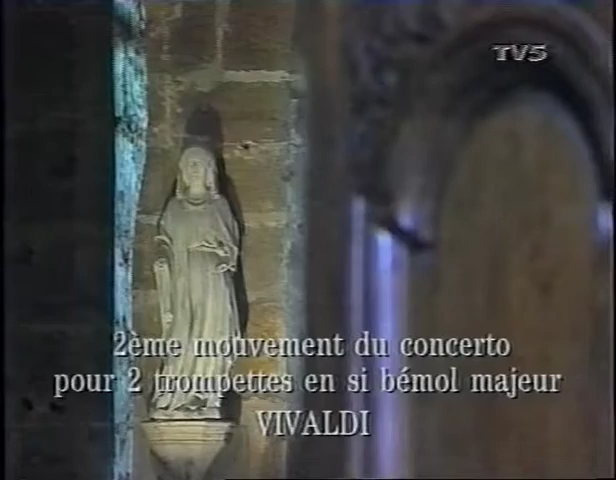 TV5
2ème mouvement du concerto
pour 2 trompettes en si bémol majeur
VIVALDI